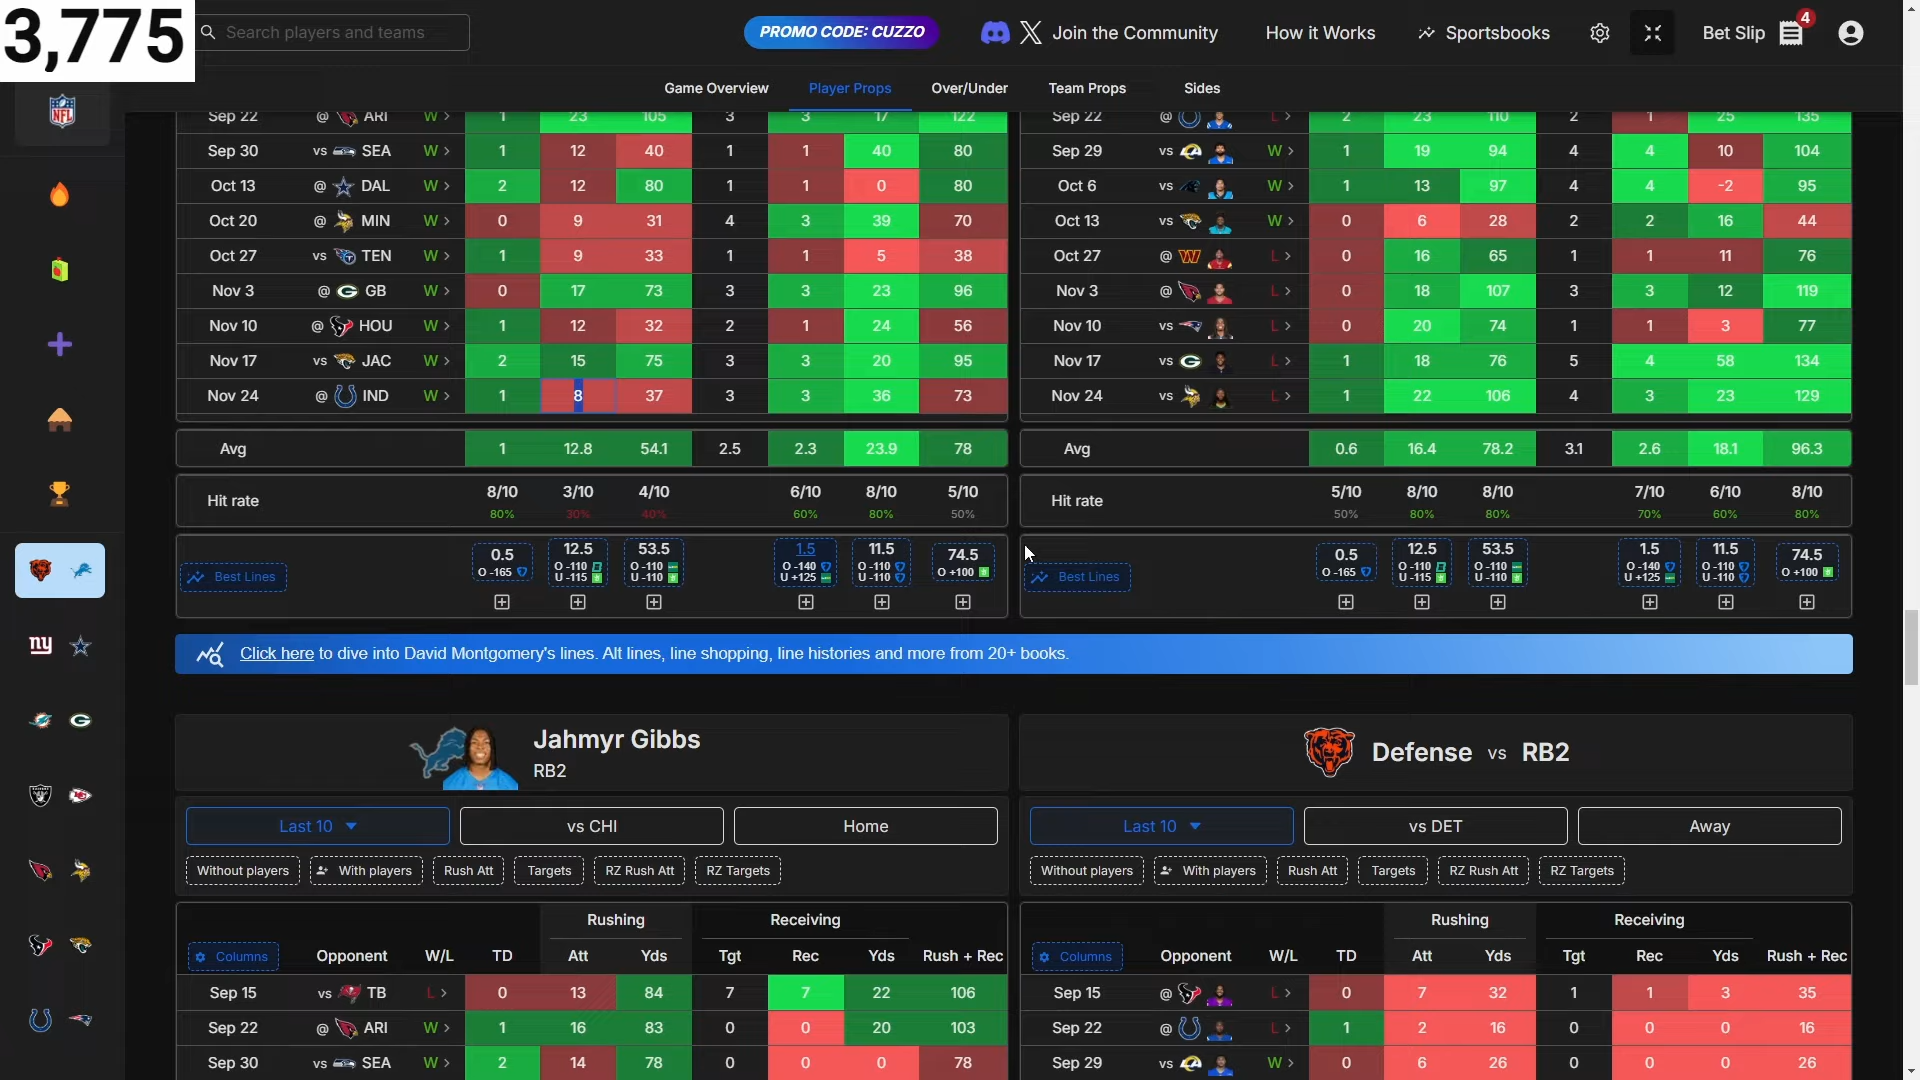 3,775
Search players and teams
PROMO CODE: CUZZO
Join the Community
How it Works
Sportsbooks
Bet Slip
4
Game Overview Player Props Over/Under Team Props Sides
Sep 22 @ ARI W > 1 23 105 3 3 17 122
Sep 30 vs SEA W > 1 12 40 1 1 40 80
Oct 13 @ DAL W > 2 12 80 1 1 0 80
Oct 20 @ MIN W > 0 9 31 4 3 39 70
Oct 27 vs TEN W > 1 9 33 1 1 5 38
Nov 3 @ GB W > 0 17 73 3 3 23 96
Nov 10 @ HOU W > 1 12 32 2 1 24 56
Nov 17 vs JAC W > 2 15 75 3 3 20 95
Nov 24 @ IND W > 1 8 37 3 3 36 73
Avg 1 12.8 54.1 2.5 2.3 23.9 78
Hit rate 8/10 3/10 4/10 6/10 8/10 5/10
80% 30% 40% 60% 80% 50%
Best Lines
0.5 12.5 53.5 1.5 11.5 74.5
O -165 O -110 O -110 O -140 O -110 O +100
U -115 U -110 U +125 U -110
Sep 22 @ L > 2 23 110 2 1 25 135
Sep 29 vs W > 1 19 94 4 4 10 104
Oct 6 vs W > 1 13 97 4 4 -2 95
Oct 13 vs W > 0 6 28 2 2 16 44
Oct 27 @ L > 0 16 65 1 1 11 76
Nov 3 @ L > 0 18 107 3 3 12 119
Nov 10 vs L > 0 20 74 1 1 3 77
Nov 17 vs L > 1 18 76 5 4 58 134
Nov 24 vs L > 1 22 106 4 3 23 129
Avg 0.6 16.4 78.2 3.1 2.6 18.1 96.3
Hit rate 5/10 8/10 8/10 7/10 6/10 8/10
50% 80% 80% 70% 60% 80%
Best Lines
0.5 12.5 53.5 1.5 11.5 74.5
O -165 O -110 O -110 O -140 O -110 O +100
U -115 U -110 U +125 U -110
Click here to dive into David Montgomery's lines. Alt lines, line shopping, line histories and more from 20+ books.
Jahmyr Gibbs
RB2
Last 10 vs CHI Home
Without players With players Rush Att Targets RZ Rush Att RZ Targets
Rushing Receiving
Columns Opponent W/L TD Att Yds Tgt Rec Yds Rush + Rec
Sep 15 vs TB L > 0 13 84 7 7 22 106
Sep 22 @ ARI W > 1 16 83 0 0 20 103
Sep 30 vs SEA W > 2 14 78 0 0 0 78
Defense vs RB2
Last 10 vs DET Away
Without players With players Rush Att Targets RZ Rush Att RZ Targets
Rushing Receiving
Columns Opponent W/L TD Att Yds Tgt Rec Yds Rush + Rec
Sep 15 @ L > 0 7 32 1 1 3 35
Sep 22 @ L > 1 2 16 0 0 0 16
Sep 29 vs W > 0 6 26 0 0 0 26